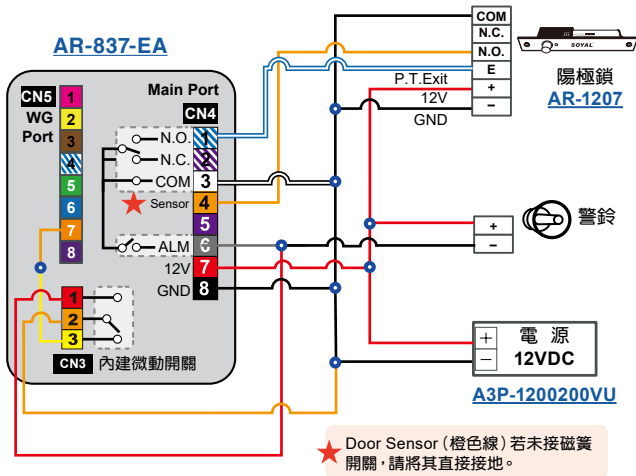 AR-837-EA
CN5
WG
Port
1
2
3
4
5
6
7
8
Main Port
CN4
N.O.
1
N.C.
2
COM
3
Sensor
4
5
ALM
6
12V
7
GND
8
1
2
3
CN3 內建微動開關
COM
N.C.
N.O.
E
+
−
P.T.Exit
12V
GND
SOYAL
陽極鎖
AR-1207
+
−
警鈴
+
−
電 源
12VDC
A3P-1200200VU
Door Sensor (橙色線) 若未接磁簧
開關，請將其直接接地。